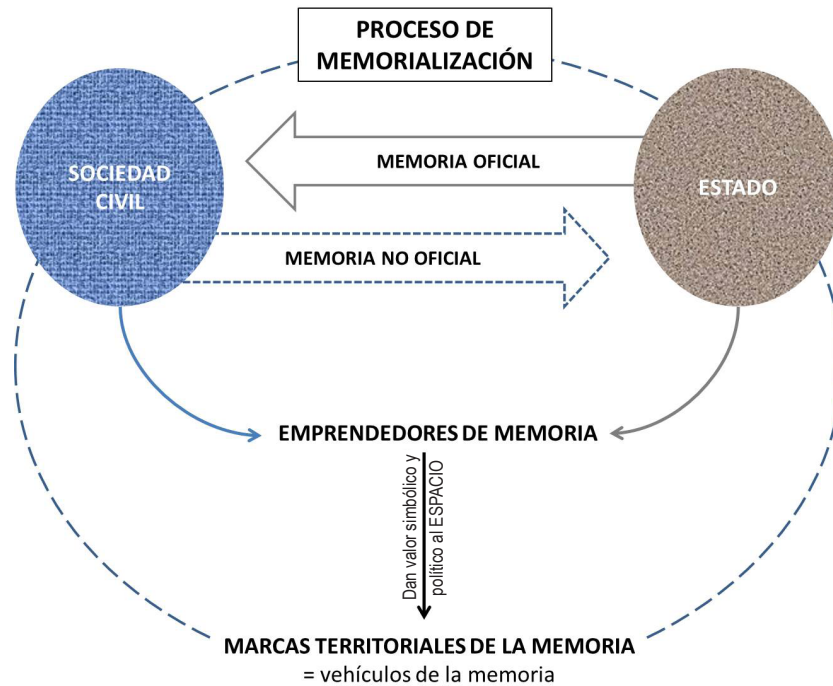 PROCESO DE
MEMORIALIZACIÓN
MEMORIA OFICIAL
SOCIEDAD
CIVIL
ESTADO
MEMORIA NO OFICIAL
EMPRENDEDORES DE MEMORIA
Dan valor simbólico y
político al ESPACIO
MARCAS TERRITORIALES DE LA MEMORIA
= vehículos de la memoria